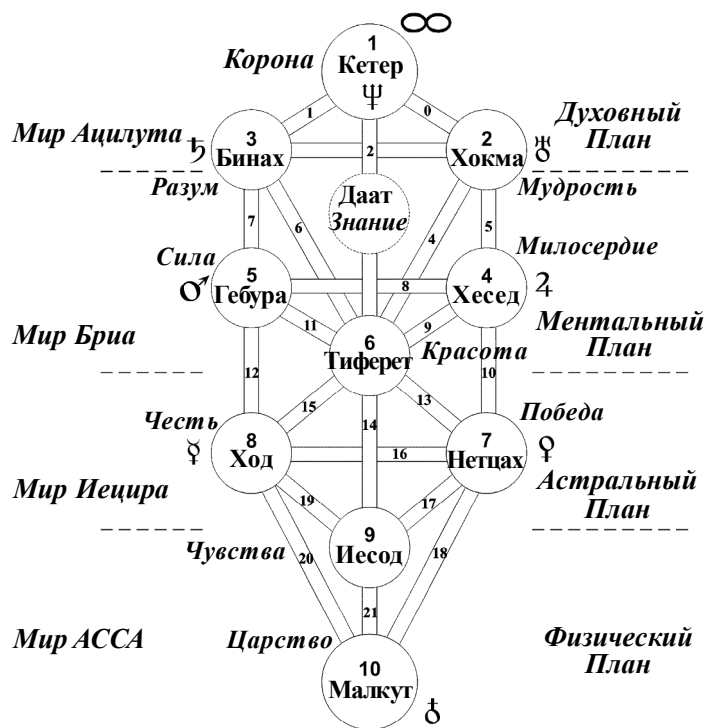 1
Корона
Кетер
1
0
Мир Ацилута
3
Бинах
2
2
Хокма
Духовный
План
Разум
Даат
Знание
Мудрость
7
6
4
5
Сила
5
Гебура
8
Милосердие
4
Хесед
Мир Бриа
11
6
Тиферет
9
Красота
Ментальный
План
12
10
15
13
Честь
8
Ход
14
16
Победа
7
Нетцах
Мир Иецира
19
17
Астральный
План
Чувства
20
9
Иесод
18
21
Мир АССА
Царство
10
Малкут
Физический
План